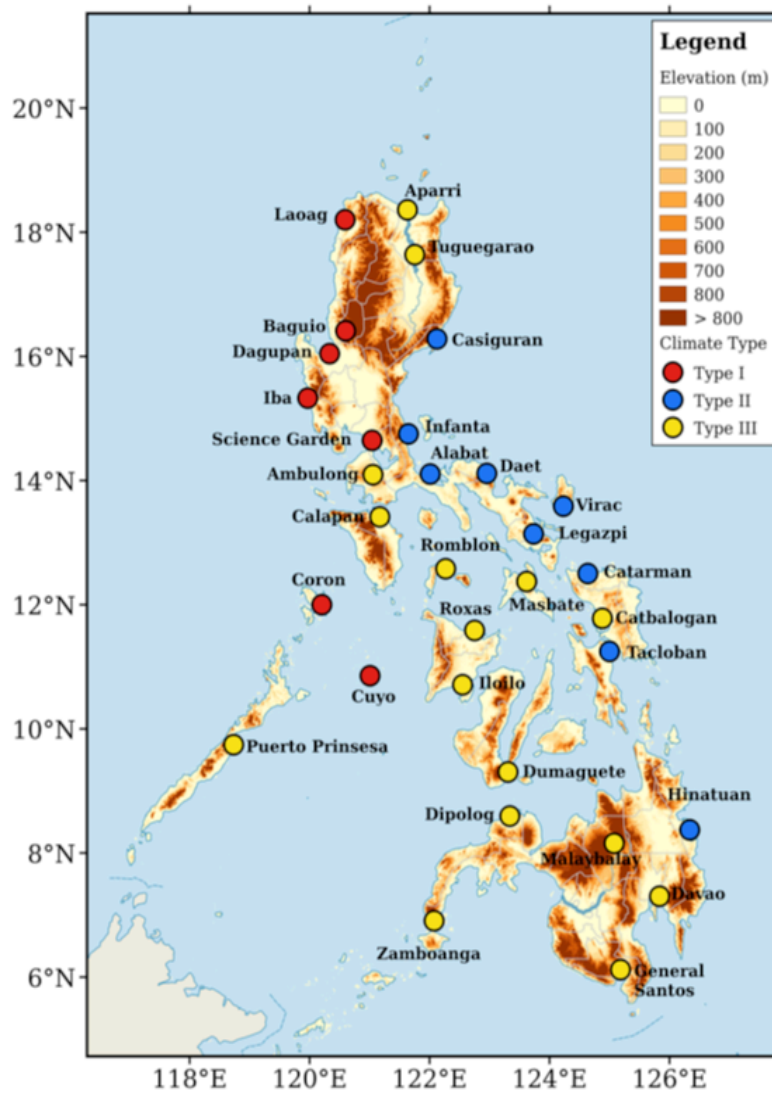 Legend
Elevation (m)
0
100
200
300
400
500
600
700
800
> 800
Climate Type
Type I
Type II
Type III
20°N
18°N
16°N
14°N
12°N
10°N
8°N
6°N
118°E
120°E
122°E
124°E
126°E
Aparri
Laoag
Tuguegarao
Baguio
Casiguran
Dagupan
Iba
Infanta
Science Garden
Alabat
Daet
Ambulong
Virac
Calapan
Legazpi
Romblon
Catarman
Coron
Masbate
Roxas
Catbalogan
Tacloban
Iloilo
Cuyo
Puerto Prinsesa
Dumaguete
Hinatuan
Dipolog
Malaybalay
Davao
Zamboanga
General
Santos